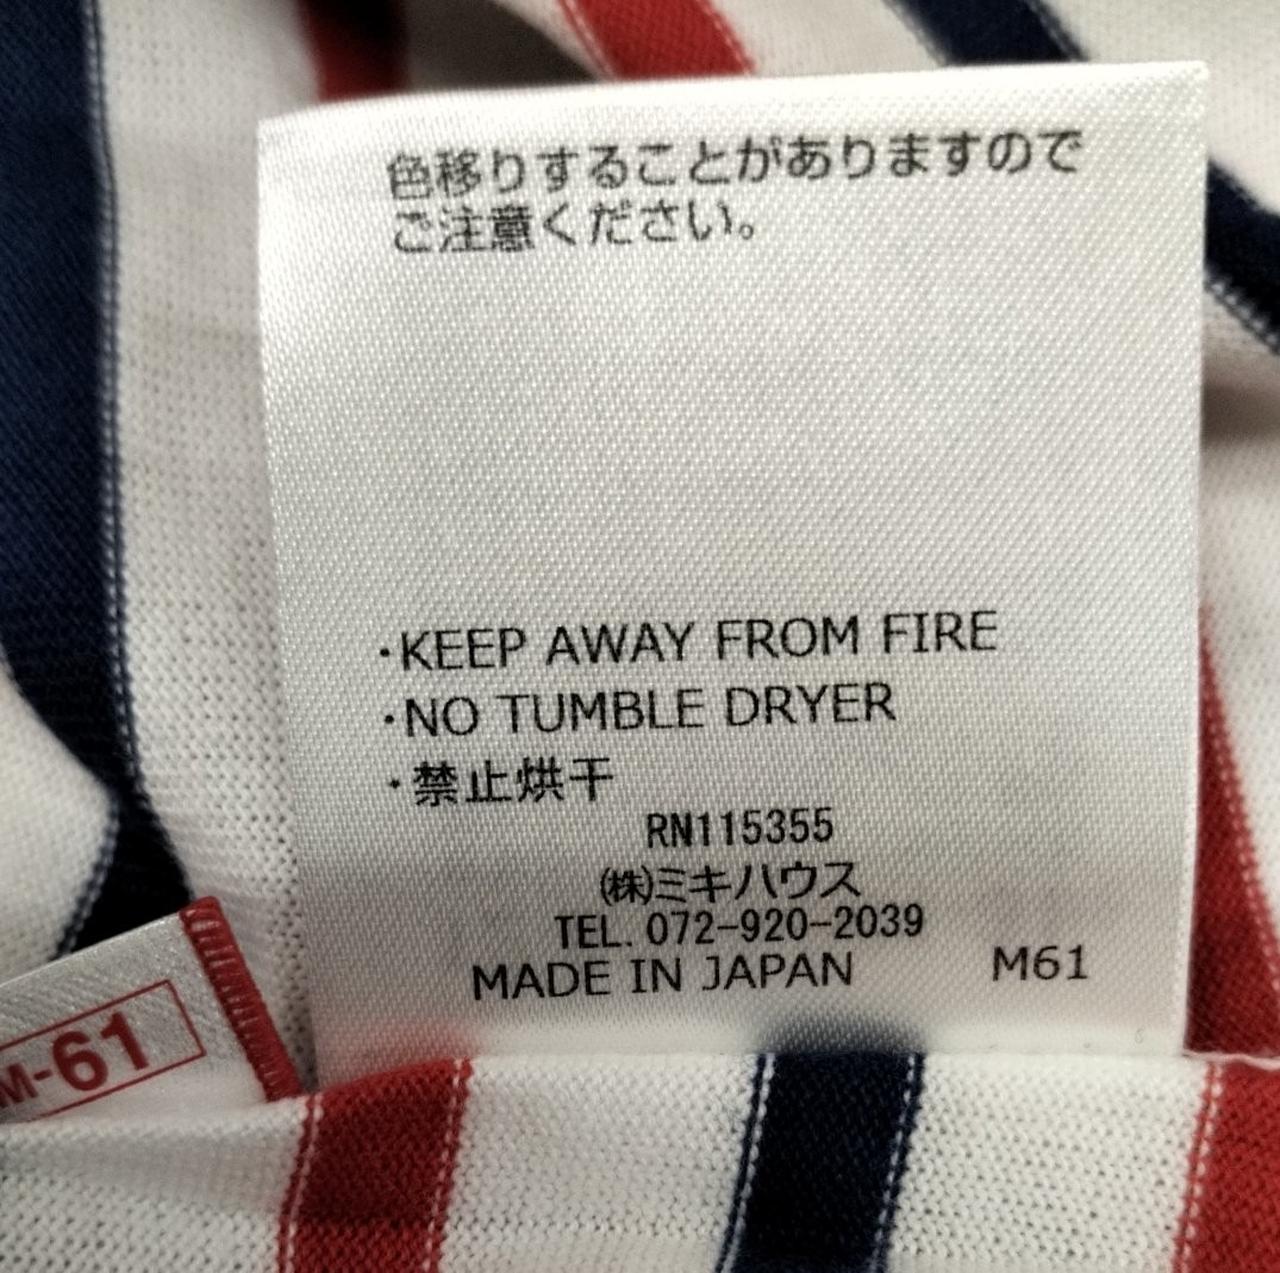 色移りすることがありますので
ご注意ください。
・KEEP AWAY FROM FIRE
・NO TUMBLE DRYER
・禁止烘干
RN115355
㈱ミキハウス
TEL. 072-920-2039
MADE IN JAPAN M61
M-61